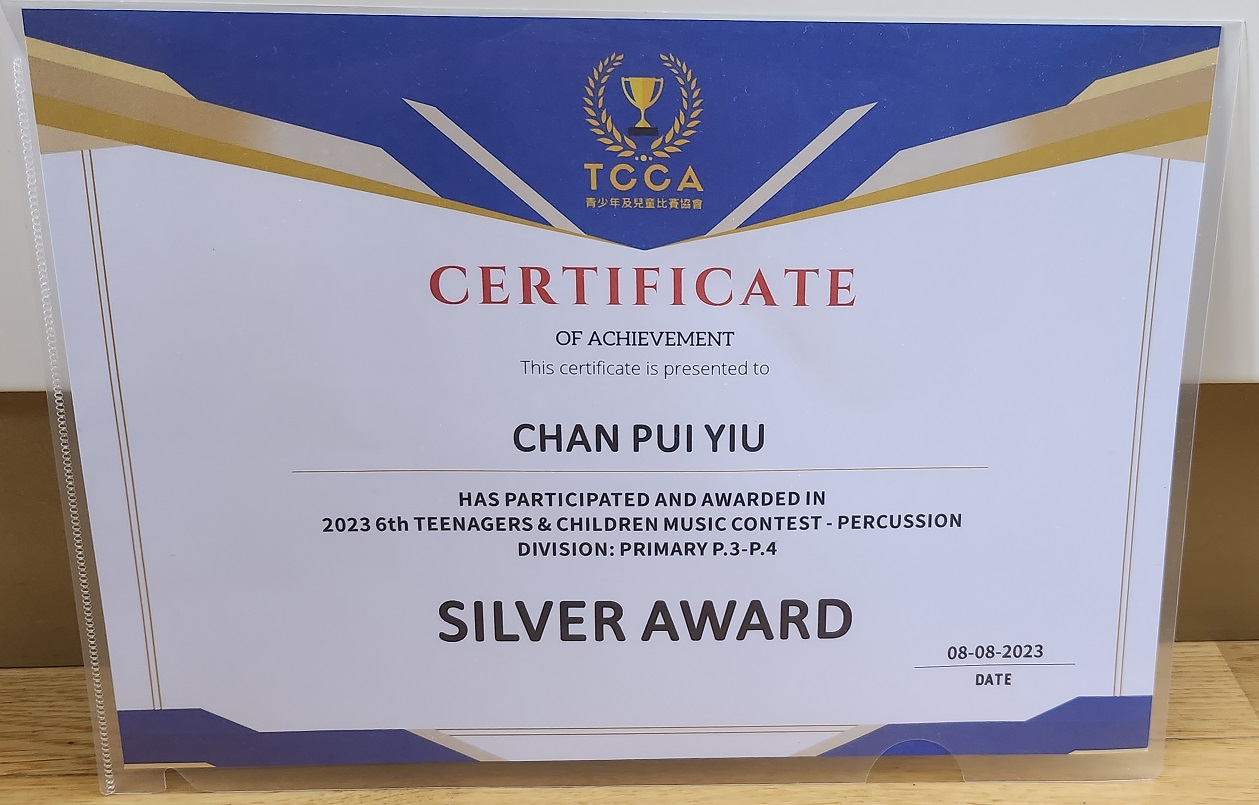 TCCA
青少年及兒童比賽協會
CERTIFICATE
OF ACHIEVEMENT
This certificate is presented to
CHAN PUI YIU
HAS PARTICIPATED AND AWARDED IN
2023 6th TEENAGERS & CHILDREN MUSIC CONTEST - PERCUSSION
DIVISION: PRIMARY P.3-P.4
SILVER AWARD
08-08-2023
DATE